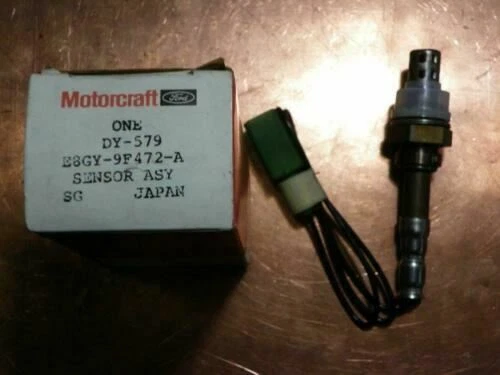 Motorcraft Ford
ONE
DY-579
E8GY-9F472-A
SENSOR ASY
SG JAPAN